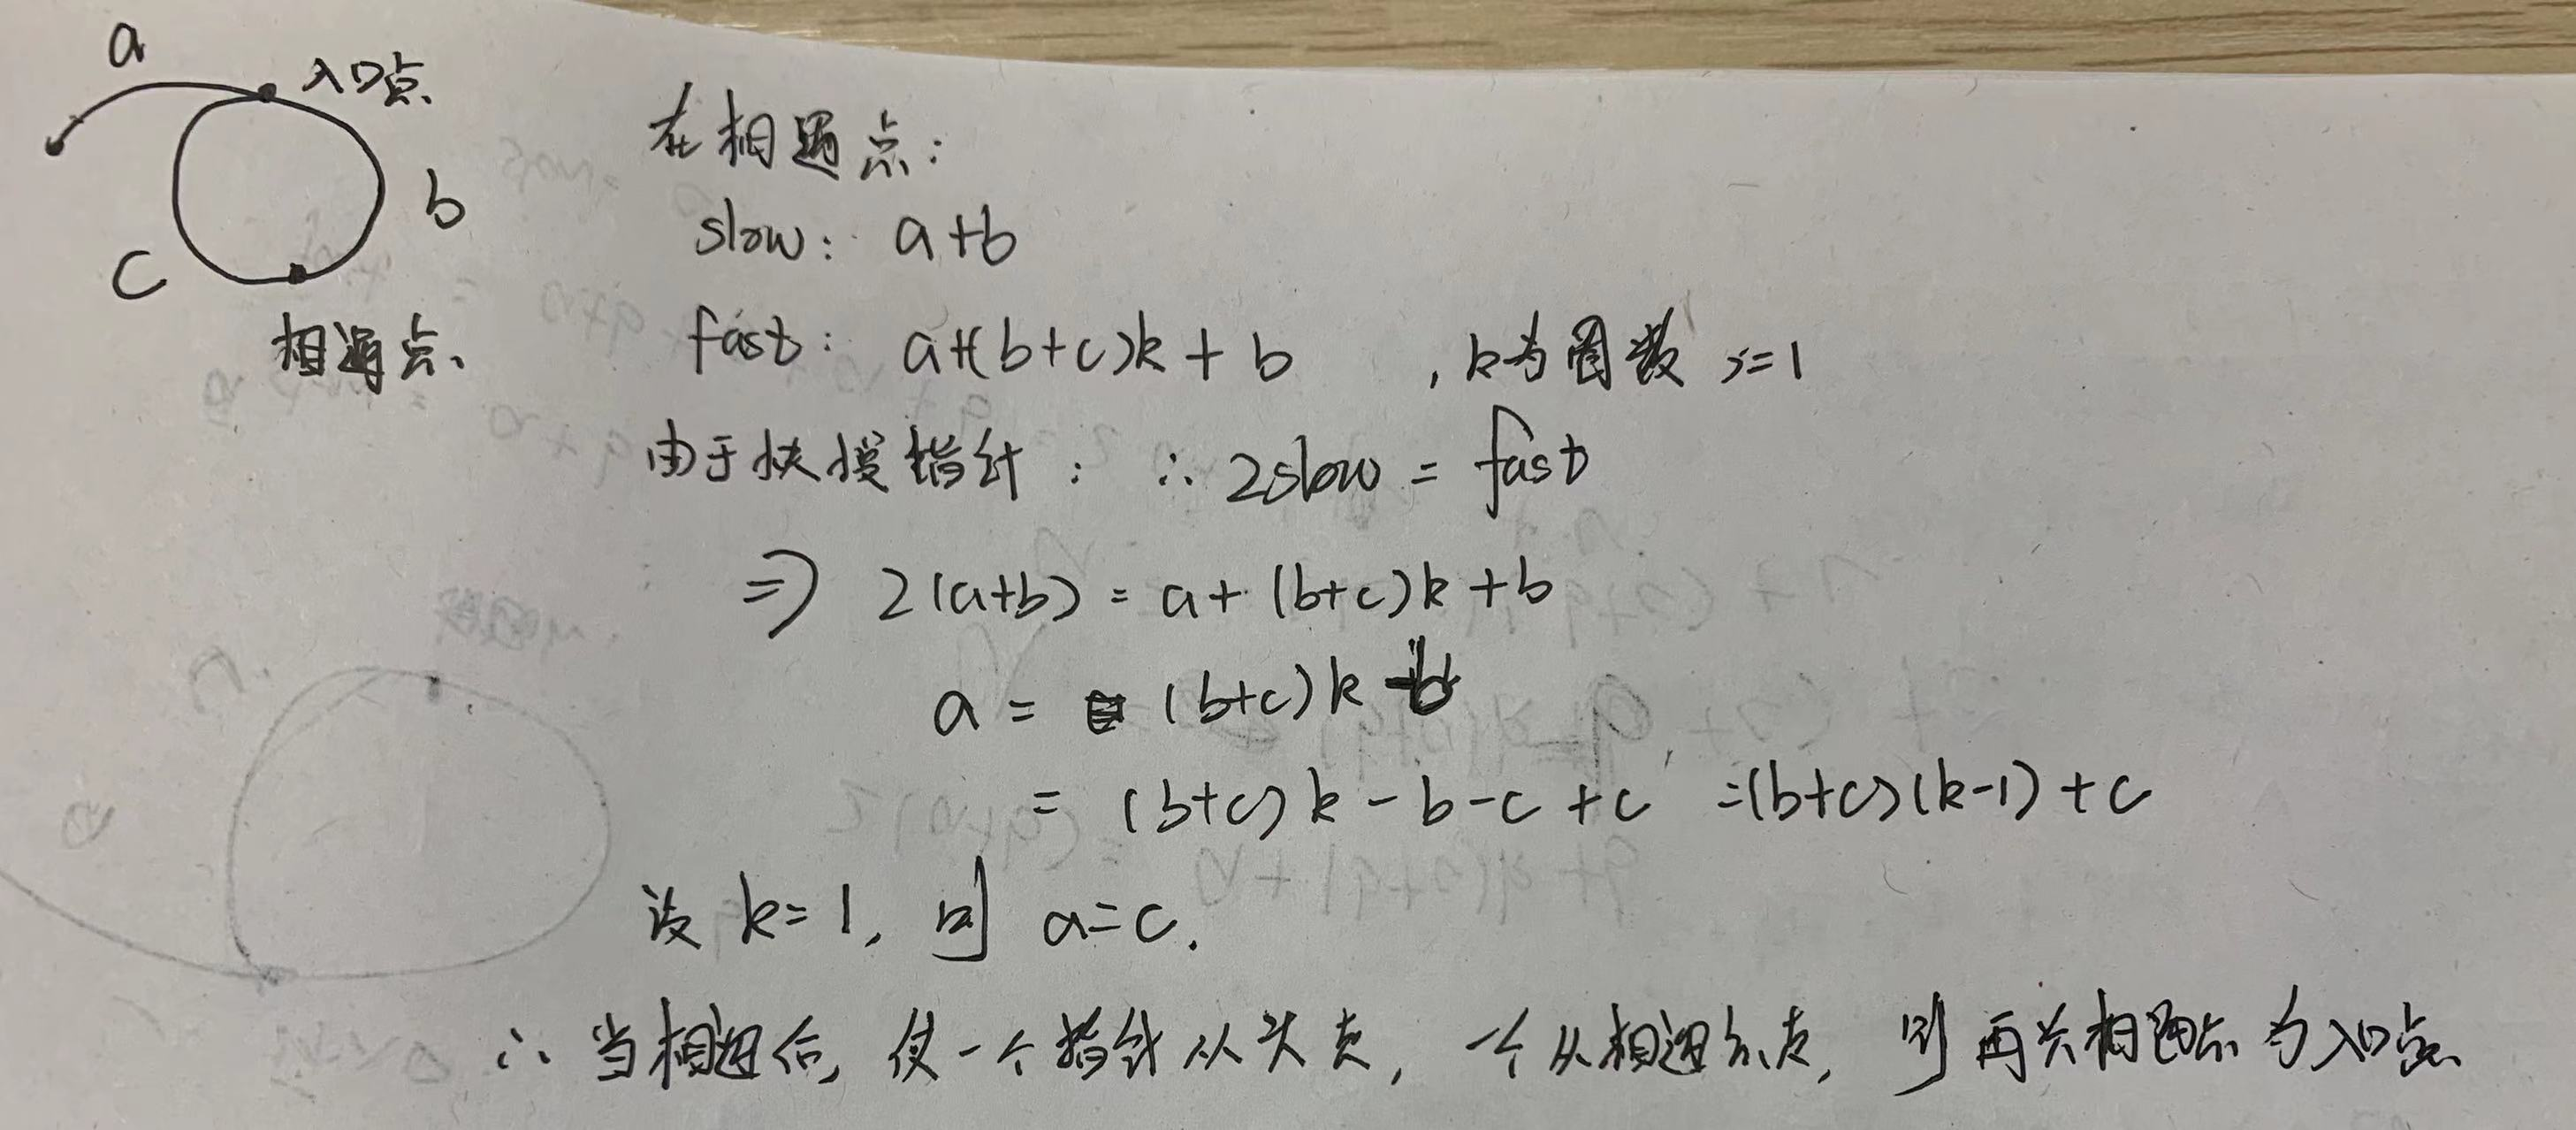 a
入口点
b
c
相遇点
在相遇点：
slow： a+b
fast： a+(b+c)k+b ，k为圈数 >=1
由于快慢指针： ∴ 2slow = fast
=> 2(a+b) = a+(b+c)k+b
a = (b+c)k-b
= (b+c)k-b-c+c =(b+c)(k-1)+c
设 k=1, 则 a=c.
∴ 当相遇后, 使一个指针从头走, 一个从相遇点走, 则再次相遇点为入口点